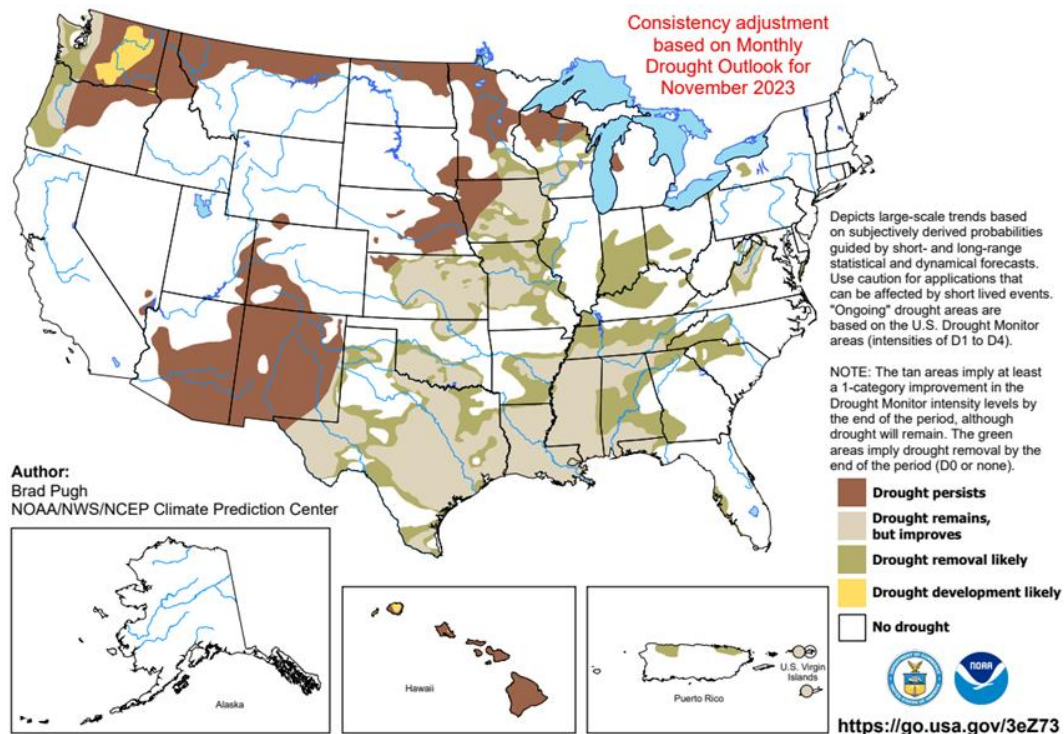 Consistency adjustment
based on Monthly
Drought Outlook for
November 2023
Depicts large-scale trends based
on subjectively derived probabilities
guided by short- and long-range
statistical and dynamical forecasts.
Use caution for applications that
can be affected by short lived events.
"Ongoing" drought areas are
based on the U.S. Drought Monitor
areas (intensities of D1 to D4).
NOTE: The tan areas imply at least
a 1-category improvement in the
Drought Monitor intensity levels by
the end of the period, although
drought will remain. The green
areas imply drought removal by the
end of the period (D0 or none).
Author:
Brad Pugh
NOAA/NWS/NCEP Climate Prediction Center
Drought persists
Drought remains,
but improves
Drought removal likely
Drought development likely
No drought
Alaska
Hawaii
Puerto Rico
U.S. Virgin
Islands
NOAA
https://go.usa.gov/3eZ73